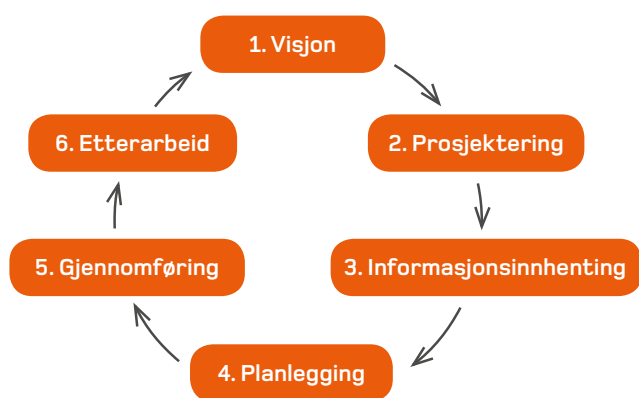 1. Visjon
2. Prosjektering
3. Informasjonsinnhenting
4. Planlegging
5. Gjennomføring
6. Etterarbeid